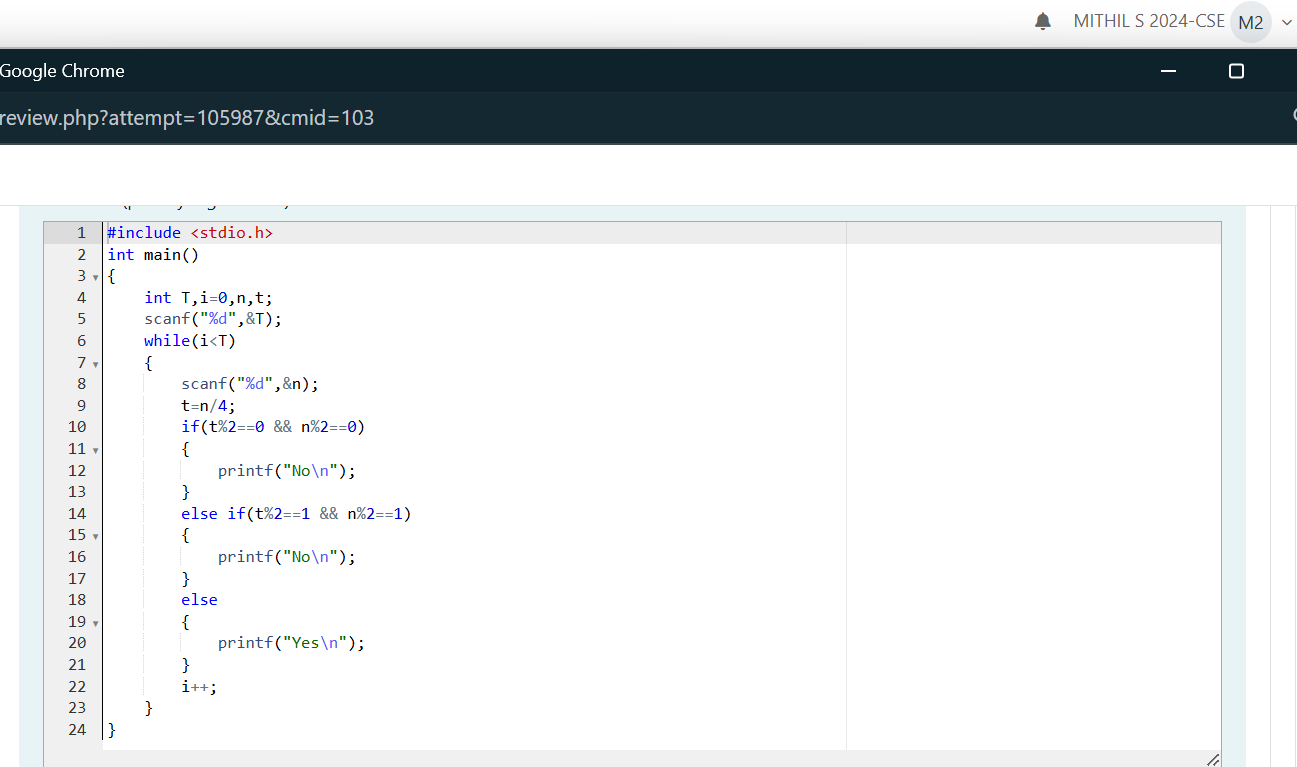 MITHIL S 2024-CSE M2
Google Chrome
review.php?attempt=105987&cmid=103
1 #include <stdio.h>
2 int main()
3 {
4     int T,i=0,n,t;
5     scanf("%d",&T);
6     while(i<T)
7     {
8         scanf("%d",&n);
9         t=n/4;
10         if(t%2==0 && n%2==0)
11         {
12             printf("No\n");
13         }
14         else if(t%2==1 && n%2==1)
15         {
16             printf("No\n");
17         }
18         else
19         {
20             printf("Yes\n");
21         }
22         i++;
23     }
24 }